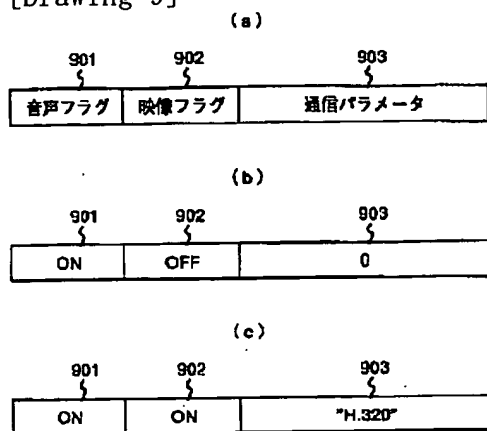 [Drawing 9]
(a)
901 902 903
音声フラグ 映像フラグ 通信パラメータ
(b)
901 902 903
ON OFF 0
(c)
901 902 903
ON ON "H.320"